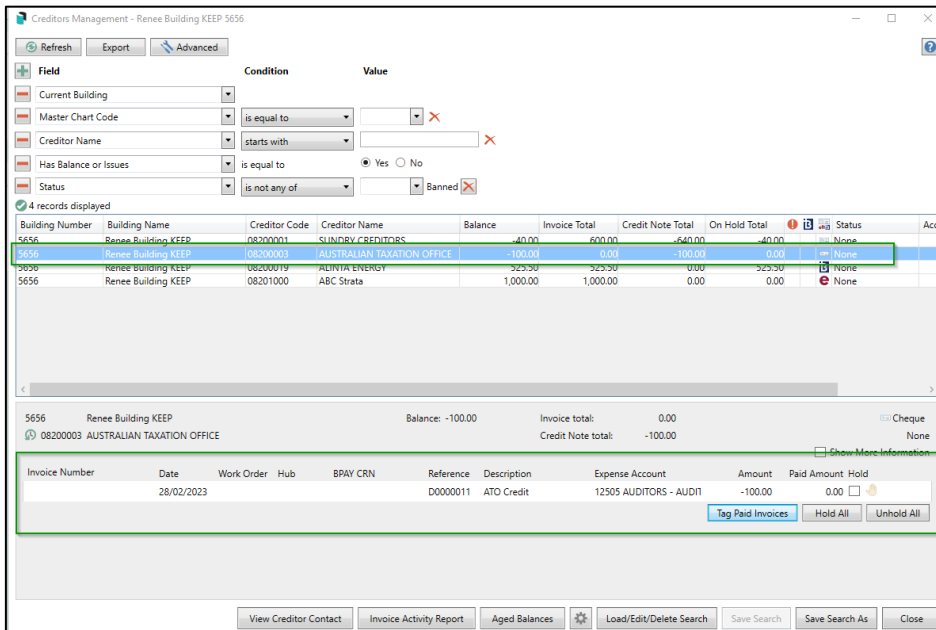 Creditors Management - Renee Building KEEP 5656
Refresh Export Advanced
Field Condition Value
Current Building
Master Chart Code is equal to
Creditor Name starts with
Has Balance or Issues is equal to Yes No
Status is not any of Banned
4 records displayed
Building Number Building Name Creditor Code Creditor Name Balance Invoice Total Credit Note Total On Hold Total Status
5656 Renee Building KEEP 08200001 SUNDRY CREDITORS -40.00 600.00 -640.00 -40.00 None
5656 Renee Building KEEP 08200003 AUSTRALIAN TAXATION OFFICE -100.00 0.00 -100.00 0.00 None
5656 Renee Building KEEP 08200019 ALINTA ENERGY 525.50 525.50 0.00 525.50 None
5656 Renee Building KEEP 08201000 ABC Strata 1,000.00 1,000.00 0.00 0.00 None
5656 Renee Building KEEP Balance: -100.00 Invoice total: 0.00 Cheque
08200003 AUSTRALIAN TAXATION OFFICE Credit Note total: -100.00 None
Show More Information
Invoice Number Date Work Order Hub BPAY CRN Reference Description Expense Account Amount Paid Amount Hold
28/02/2023 D0000011 ATO Credit 12505 AUDITORS - AUDIT -100.00 0.00
Tag Paid Invoices Hold All Unhold All
View Creditor Contact Invoice Activity Report Aged Balances Load/Edit/Delete Search Save Search Save Search As Close